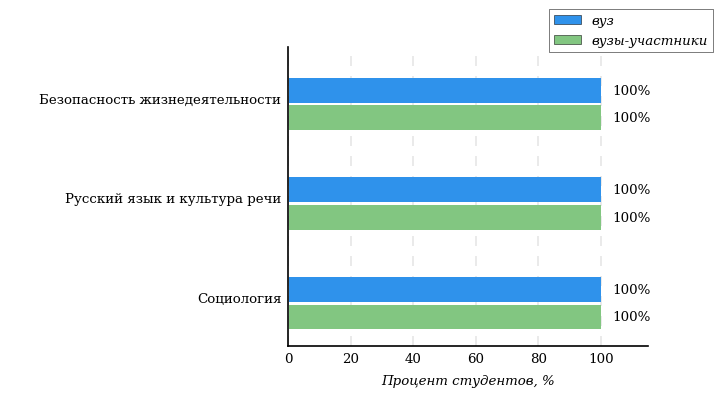 вуз
вузы-участники
Безопасность жизнедеятельности
100%
100%
Русский язык и культура речи
100%
100%
Социология
100%
100%
0 20 40 60 80 100
Процент студентов, %